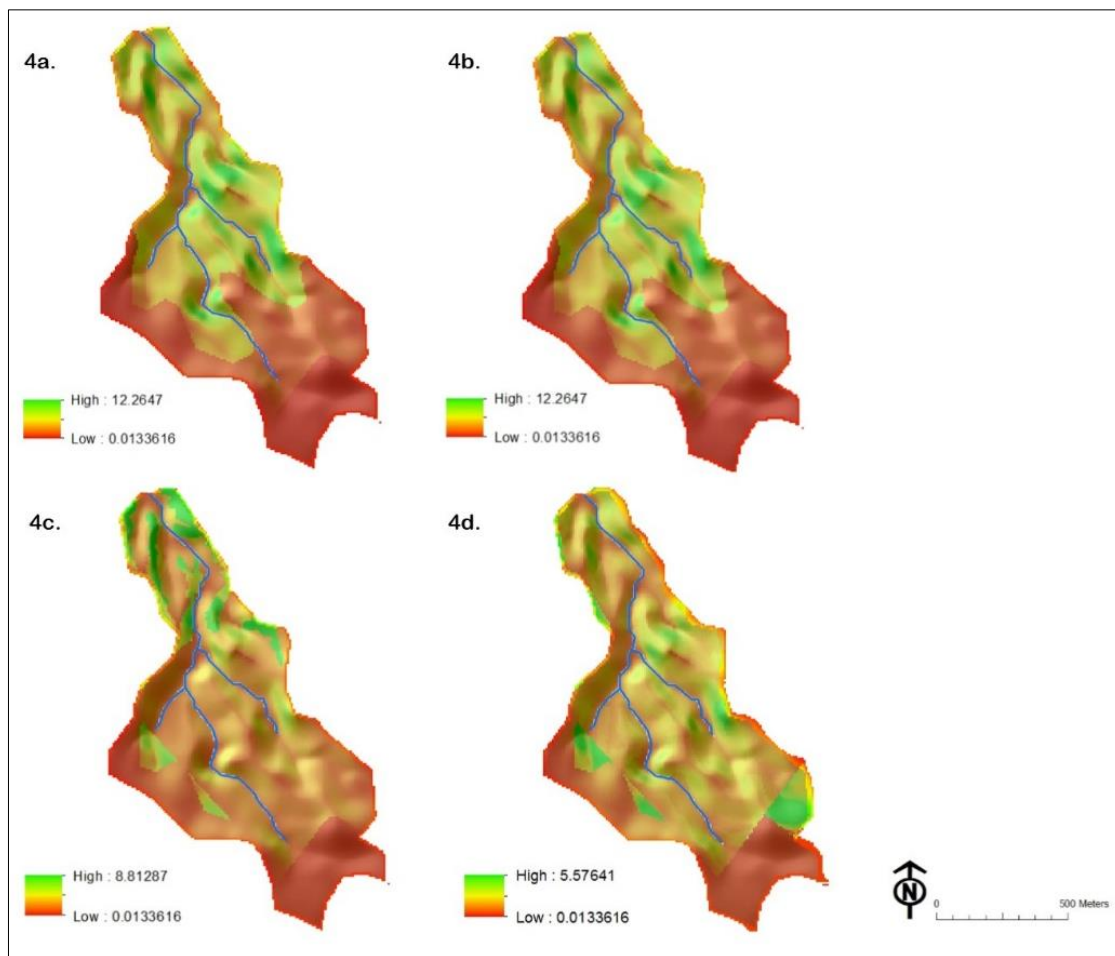 4a.
High : 12.2647
Low : 0.0133616
4b.
High : 12.2647
Low : 0.0133616
4c.
High : 8.81287
Low : 0.0133616
4d.
High : 5.57641
Low : 0.0133616
N
0 500 Meters